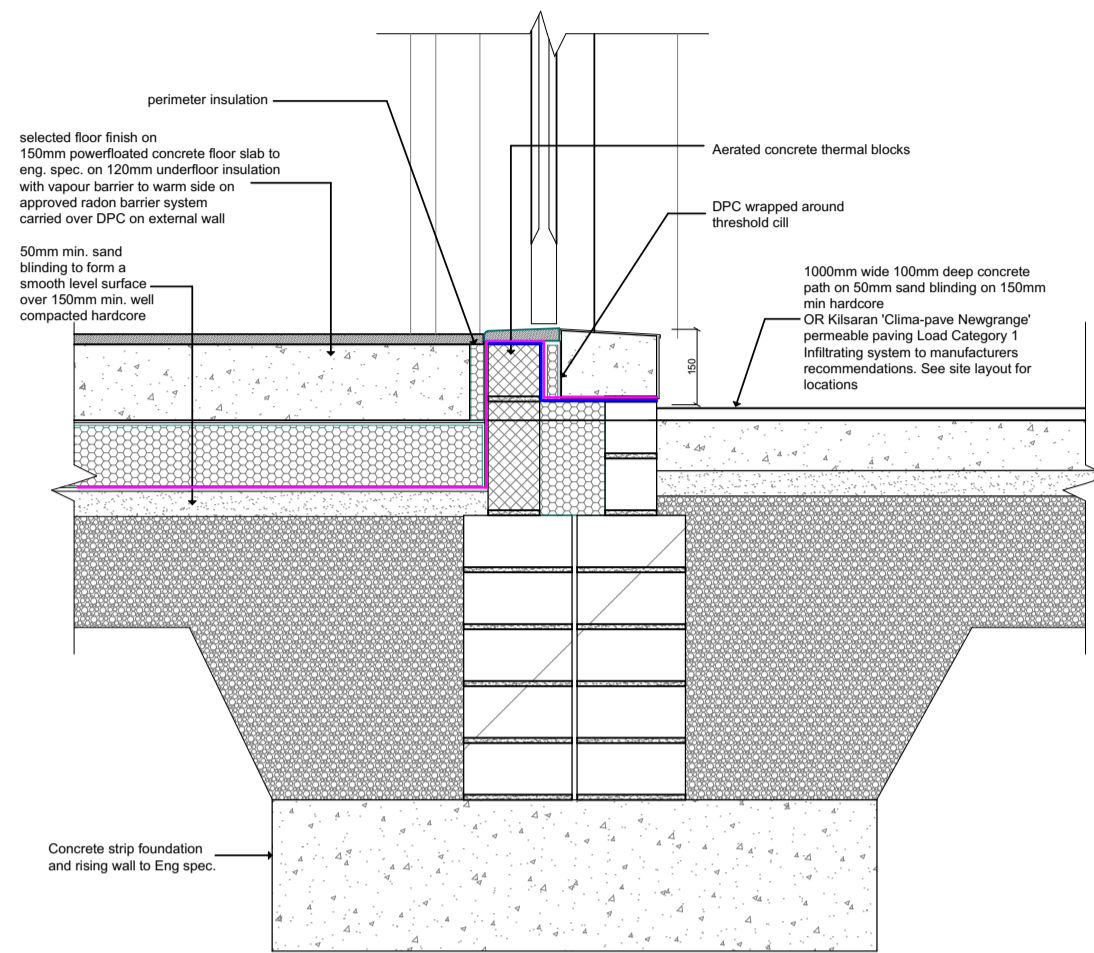 perimeter insulation
selected floor finish on
150mm powerfloated concrete floor slab to
eng. spec. on 120mm underfloor insulation
with vapour barrier to warm side on
approved radon barrier system
carried over DPC on external wall
50mm min. sand
blinding to form a
smooth level surface
over 150mm min. well
compacted hardcore
Aerated concrete thermal blocks
DPC wrapped around
threshold cill
1000mm wide 100mm deep concrete
path on 50mm sand blinding on 150mm
min hardcore
OR Kilsaran 'Clima-pave Newgrange'
permeable paving Load Category 1
Infiltrating system to manufacturers
recommendations. See site layout for
locations
150
Concrete strip foundation
and rising wall to Eng spec.